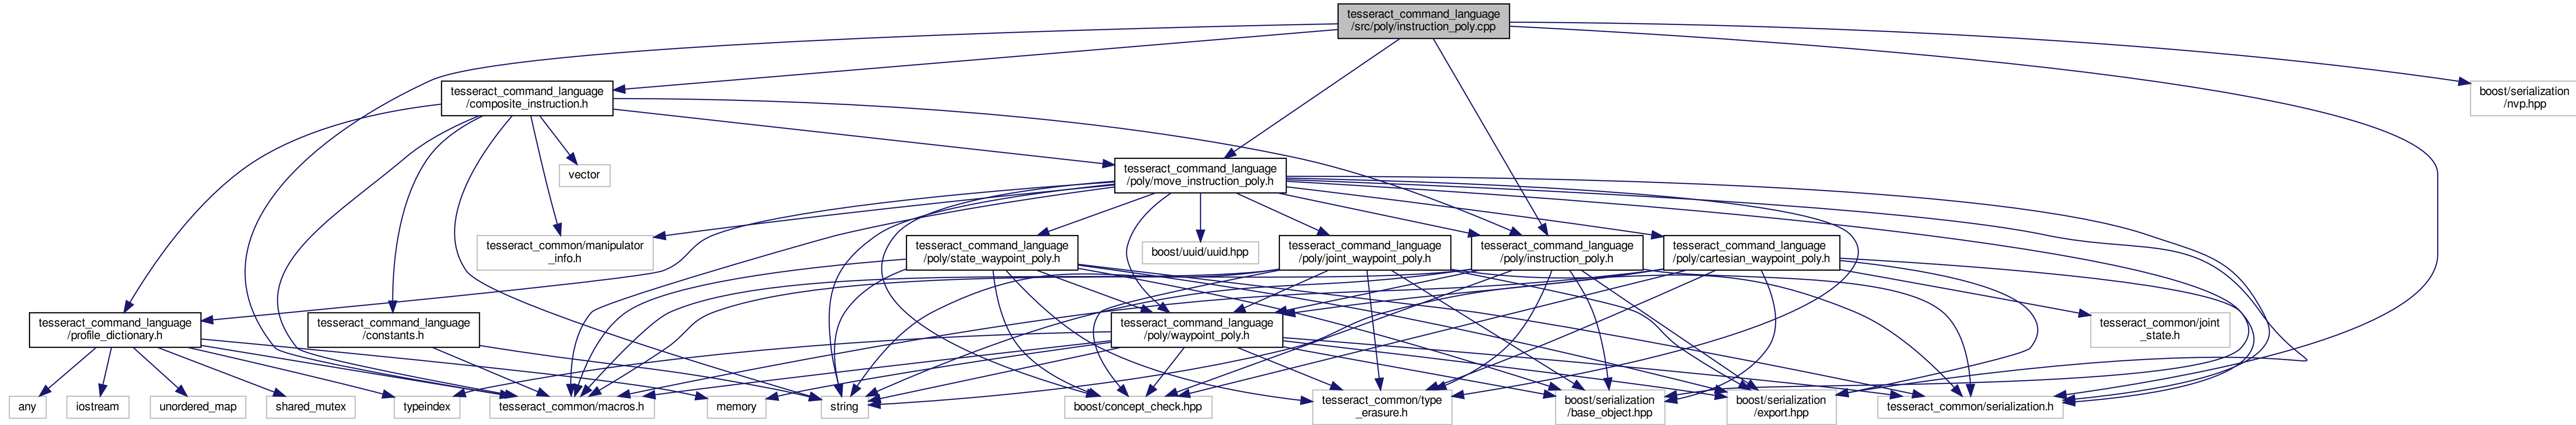 tesseract_command_language
/src/poly/instruction_poly.cpp
tesseract_command_language
/composite_instruction.h
boost/serialization
/nvp.hpp
vector
tesseract_command_language
/poly/move_instruction_poly.h
tesseract_common/manipulator
_info.h
tesseract_command_language
/poly/state_waypoint_poly.h
boost/uuid/uuid.hpp
tesseract_command_language
/poly/joint_waypoint_poly.h
tesseract_command_language
/poly/instruction_poly.h
tesseract_command_language
/poly/cartesian_waypoint_poly.h
tesseract_command_language
/profile_dictionary.h
tesseract_command_language
/constants.h
tesseract_command_language
/poly/waypoint_poly.h
tesseract_common/joint
_state.h
any
iostream
unordered_map
shared_mutex
typeindex
tesseract_common/macros.h
memory
string
boost/concept_check.hpp
tesseract_common/type
_erasure.h
boost/serialization
/base_object.hpp
boost/serialization
/export.hpp
tesseract_common/serialization.h